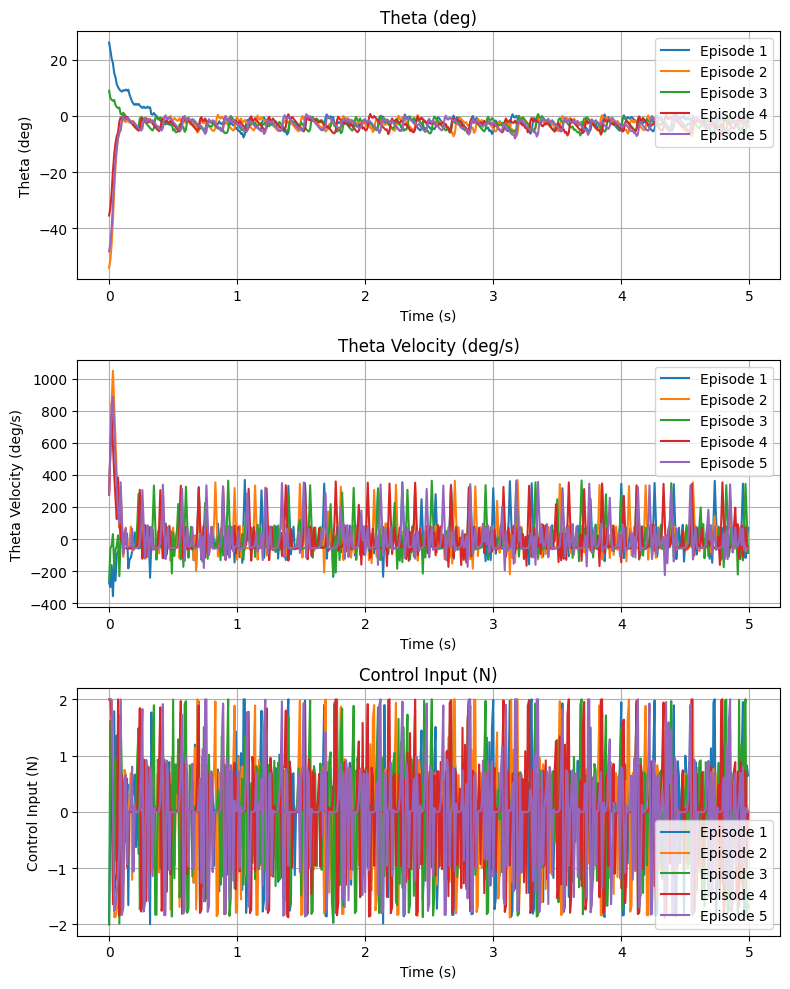 Theta (deg)
20
0
−20
−40
Theta (deg)
Episode 1
Episode 2
Episode 3
Episode 4
Episode 5
0 1 2 3 4 5
Time (s)
Theta Velocity (deg/s)
1000
800
600
400
200
0
−200
−400
Theta Velocity (deg/s)
Episode 1
Episode 2
Episode 3
Episode 4
Episode 5
0 1 2 3 4 5
Time (s)
Control Input (N)
2
1
0
−1
−2
Control Input (N)
Episode 1
Episode 2
Episode 3
Episode 4
Episode 5
0 1 2 3 4 5
Time (s)